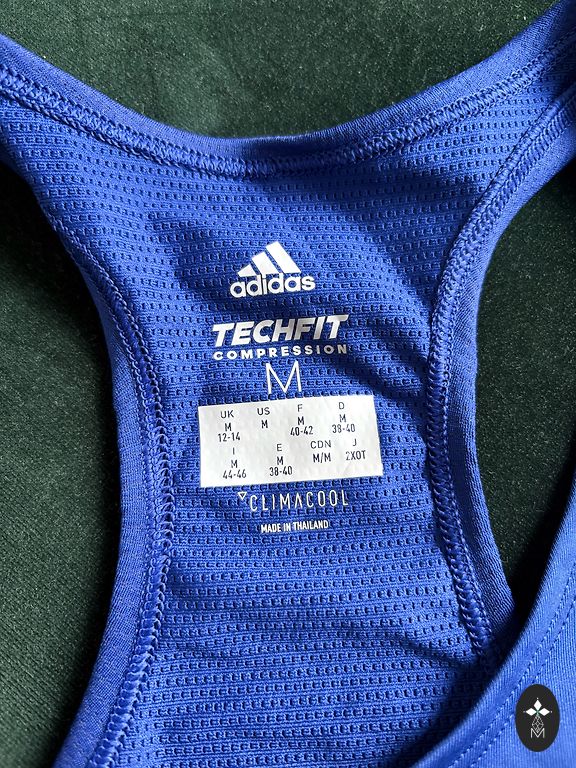 adidas
TECHFIT
COMPRESSION
M
UK US F D
M M M M
12-14 40-42 38-40
I E CDN J
M M M/M 2XOT
44-46 38-40
CLIMACOOL
MADE IN THAILAND
M